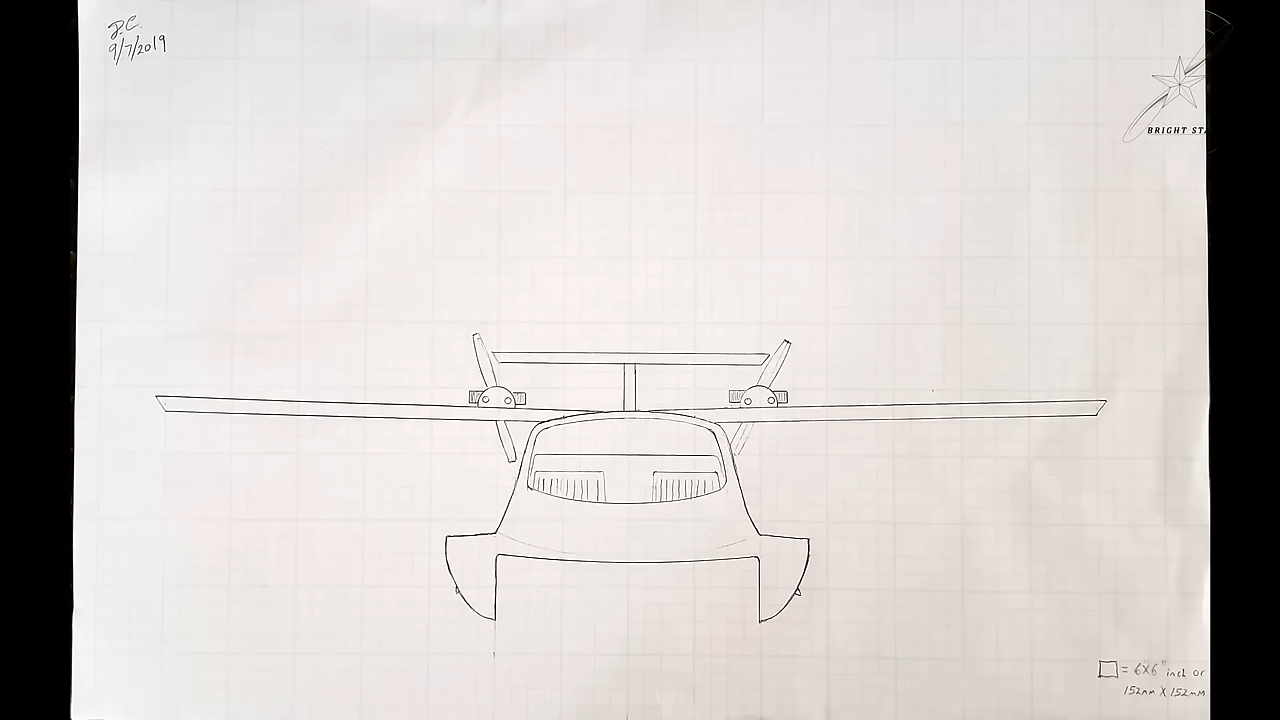 J.C.
9/7/2019
BRIGHT STA
= 6X6" inch or
152mm X 152mm